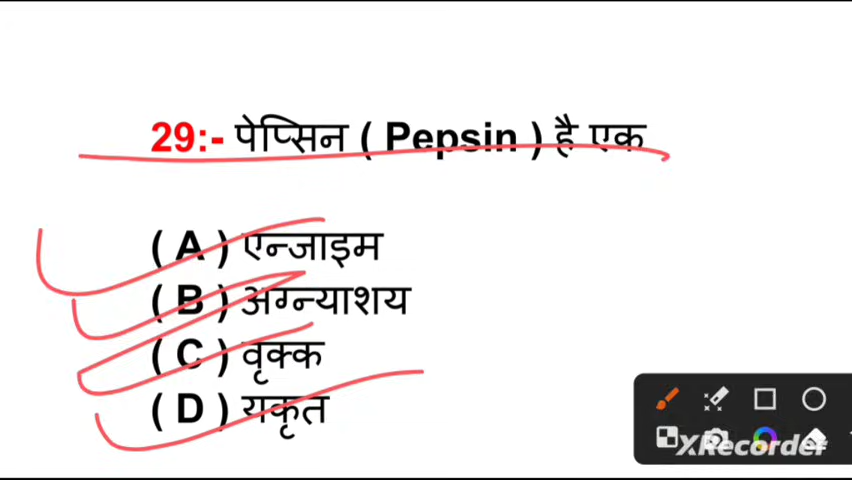 29:- पेप्सिन ( Pepsin ) है एक
( A ) एन्जाइम
( B ) अग्न्याशय
( C ) वृक्क
( D ) यकृत
XRecorder